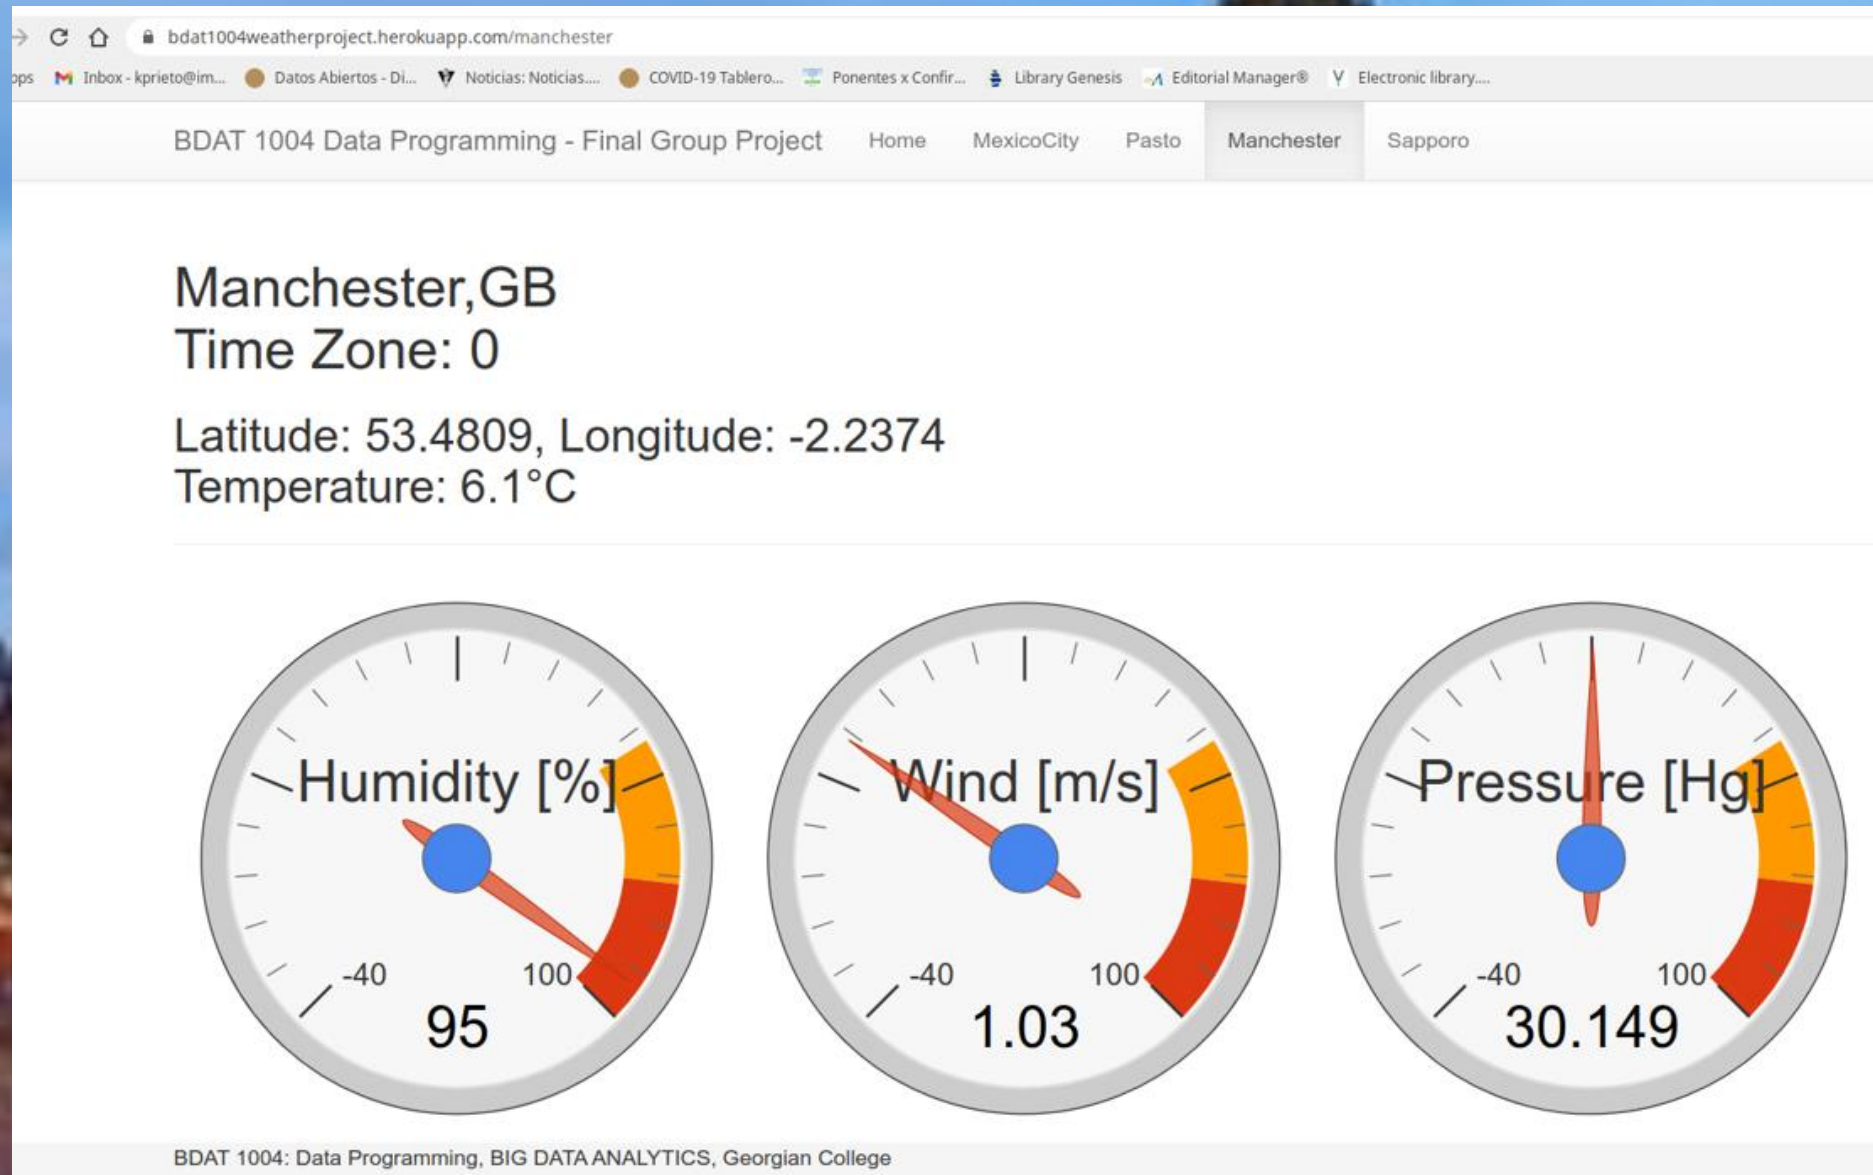 bdat1004weatherproject.herokuapp.com/manchester
Inbox - kprieto@im... Datos Abiertos - Di... Noticias: Noticias.... COVID-19 Tablero... Ponentes x Confir... Library Genesis Editorial Manager® Electronic library....
BDAT 1004 Data Programming - Final Group Project Home MexicoCity Pasto Manchester Sapporo
Manchester,GB
Time Zone: 0
Latitude: 53.4809, Longitude: -2.2374
Temperature: 6.1°C
Humidity [%] Wind [m/s] Pressure [Hg]
-40 100 -40 100 -40 100
95 1.03 30.149
BDAT 1004: Data Programming, BIG DATA ANALYTICS, Georgian College